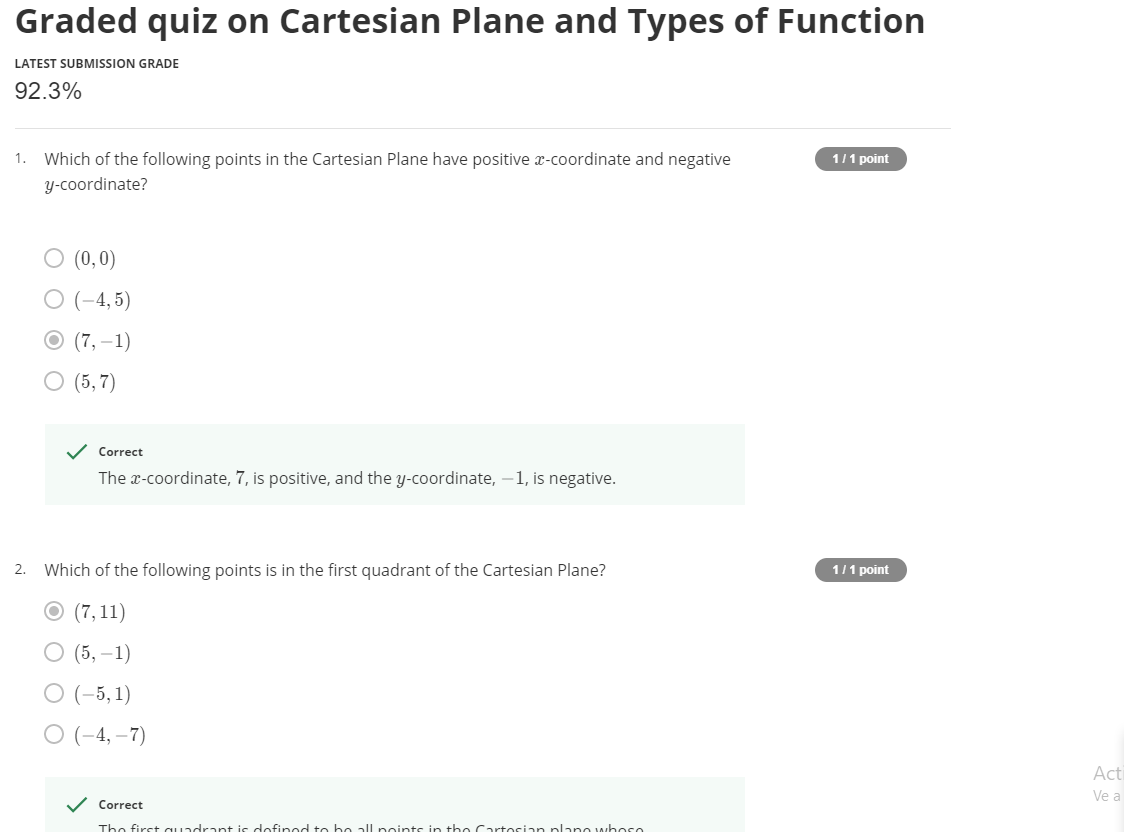 Graded quiz on Cartesian Plane and Types of Function
LATEST SUBMISSION GRADE
92.3%
1. Which of the following points in the Cartesian Plane have positive x-coordinate and negative
y-coordinate?
1 / 1 point
(0, 0)
(−4, 5)
(7, −1)
(5, 7)
Correct
The x-coordinate, 7, is positive, and the y-coordinate, −1, is negative.
2. Which of the following points is in the first quadrant of the Cartesian Plane?
1 / 1 point
(7, 11)
(5, −1)
(−5, 1)
(−4, −7)
Correct
The first quadrant is defined to be all points in the Cartesian plane whose
Act
Ve a